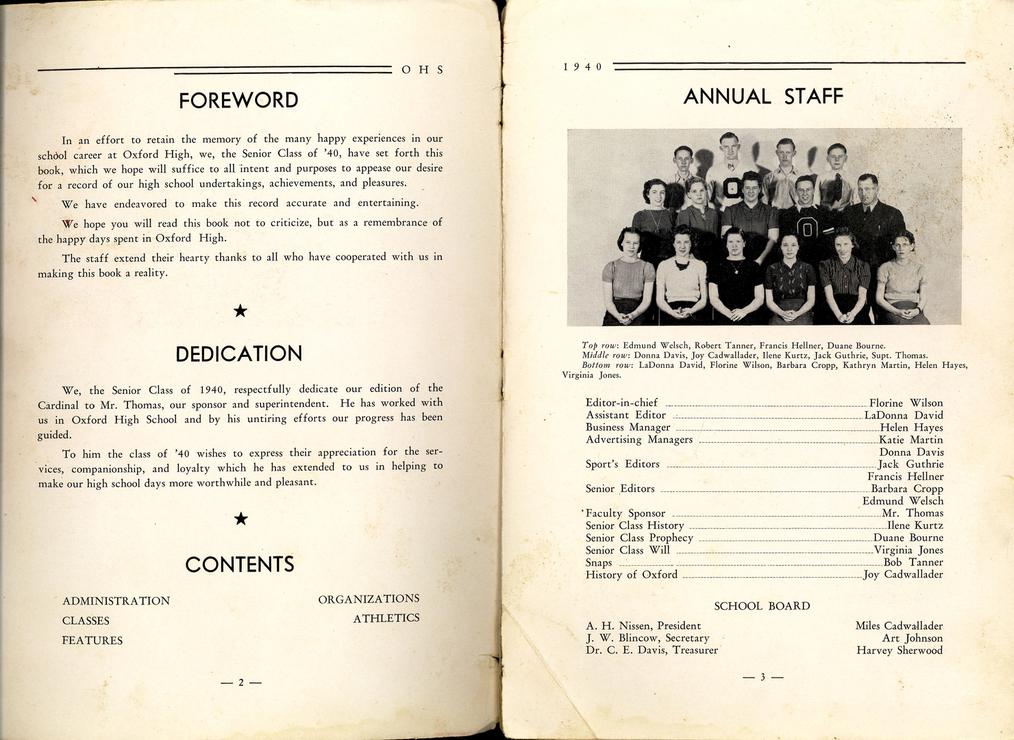 OHS
FOREWORD
In an effort to retain the memory of the many happy experiences in our
school career at Oxford High, we, the Senior Class of '40, have set forth this
book, which we hope will suffice to all intent and purposes to appease our desire
for a record of our high school undertakings, achievements, and pleasures.
We have endeavored to make this record accurate and entertaining.
We hope you will read this book not to criticize, but as a remembrance of
the happy days spent in Oxford High.
The staff extend their hearty thanks to all who have cooperated with us in
making this book a reality.
★
DEDICATION
We, the Senior Class of 1940, respectfully dedicate our edition of the
Cardinal to Mr. Thomas, our sponsor and superintendent. He has worked with
us in Oxford High School and by his untiring efforts our progress has been
guided.
To him the class of '40 wishes to express their appreciation for the ser-
vices, companionship, and loyalty which he has extended to us in helping to
make our high school days more worthwhile and pleasant.
★
CONTENTS
ADMINISTRATION
CLASSES
FEATURES
ORGANIZATIONS
ATHLETICS
— 2 —
1940
ANNUAL STAFF
O
O
Top row: Edmund Welsch, Robert Tanner, Francis Hellner, Duane Bourne.
Middle row: Donna Davis, Joy Cadwallader, Ilene Kurtz, Jack Guthrie, Supt. Thomas.
Bottom row: LaDonna David, Florine Wilson, Barbara Cropp, Kathryn Martin, Helen Hayes,
Virginia Jones.
Editor-in-chief Florine Wilson
Assistant Editor LaDonna David
Business Manager Helen Hayes
Advertising Managers Katie Martin
Donna Davis
Sport's Editors Jack Guthrie
Francis Hellner
Senior Editors Barbara Cropp
Edmund Welsch
Faculty Sponsor Mr. Thomas
Senior Class History Ilene Kurtz
Senior Class Prophecy Duane Bourne
Senior Class Will Virginia Jones
Snaps Bob Tanner
History of Oxford Joy Cadwallader
SCHOOL BOARD
A. H. Nissen, President Miles Cadwallader
J. W. Blincow, Secretary Art Johnson
Dr. C. E. Davis, Treasurer Harvey Sherwood
— 3 —